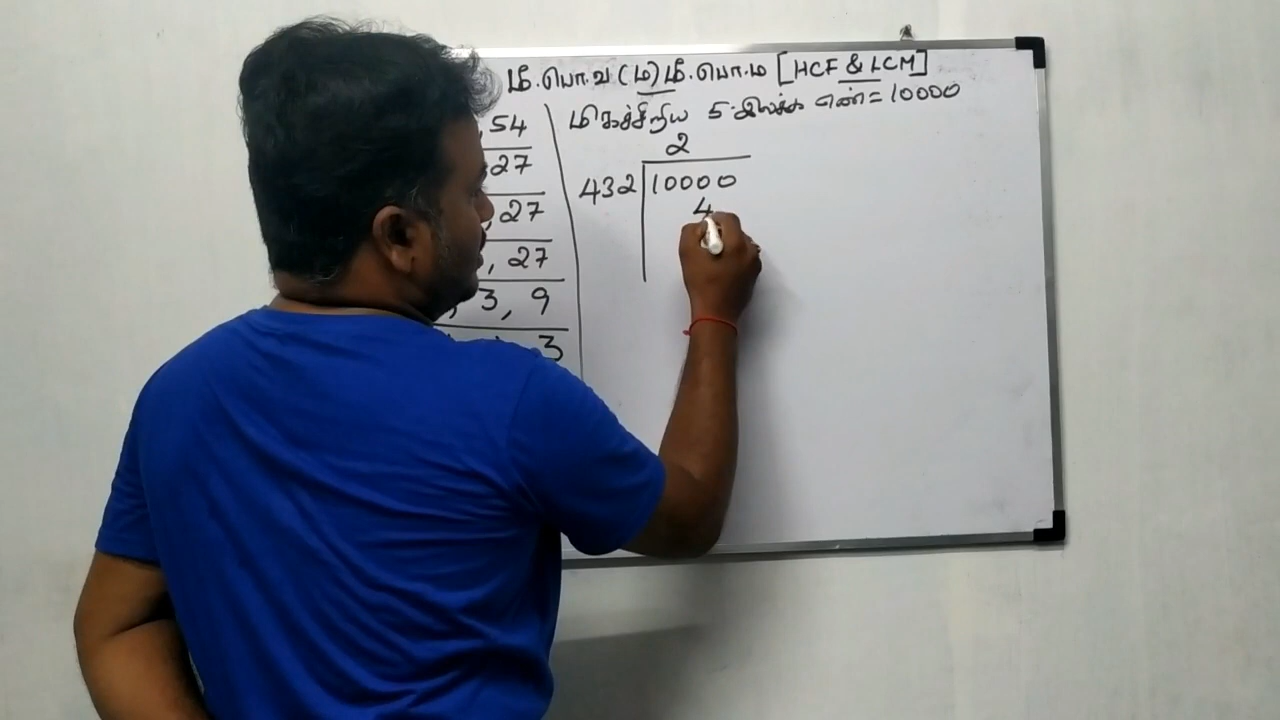 மீ.பொ.வ (ம) மீ.பொ.ம [HCF & LCM]
, 54
27
, 27
, 27
, 3, 9
3
மிகச்சிறிய 5 இலக்க எண் = 10000
2
432 10000
4